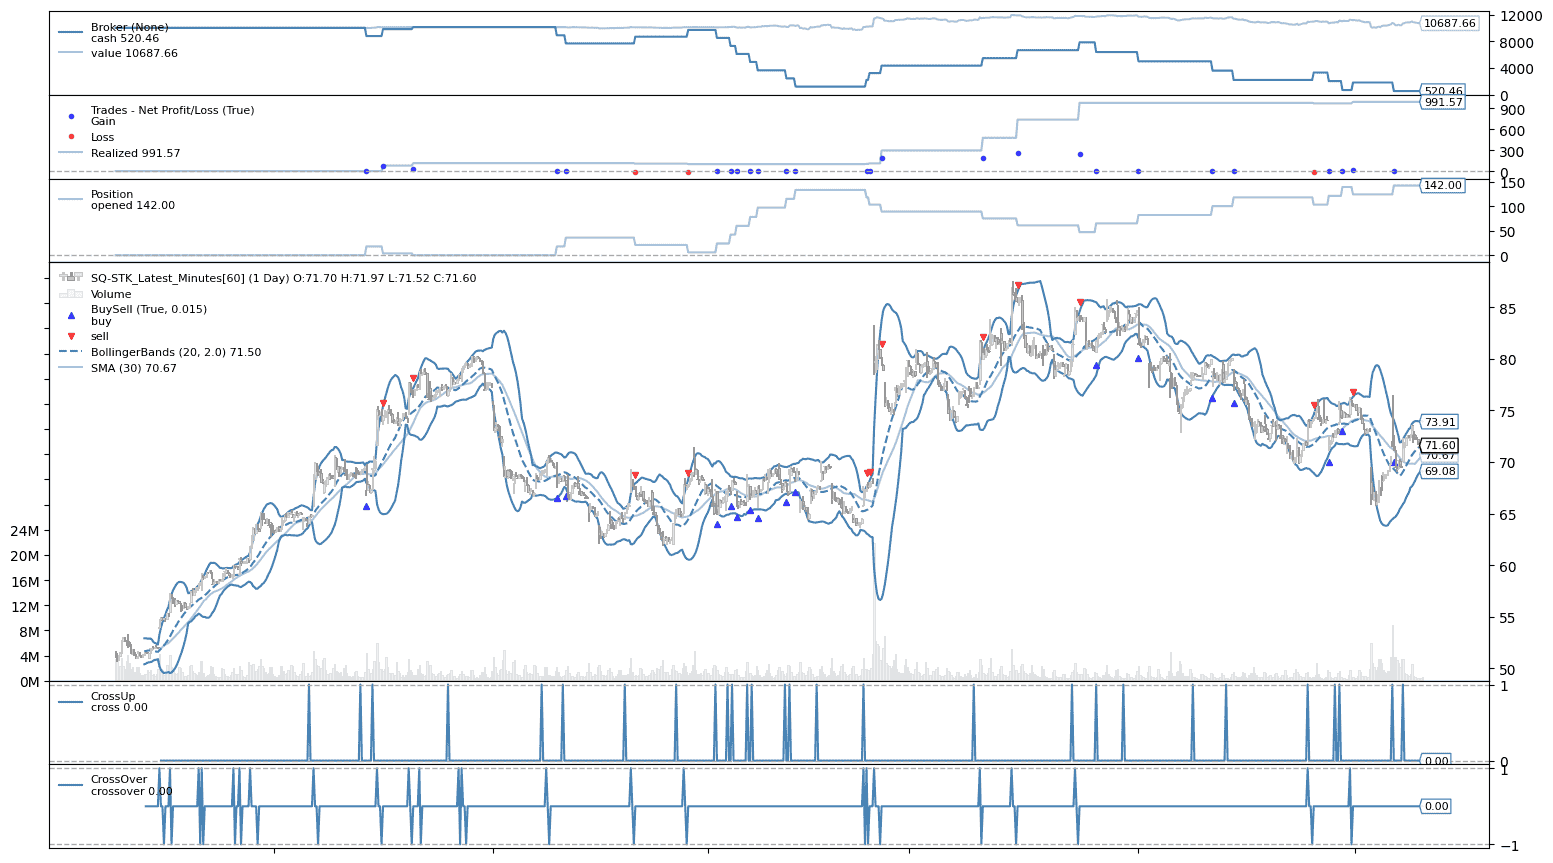 Broker (None)
cash 520.46
value 10687.66
12000
10687.66
8000
4000
520.46
0
Trades - Net Profit/Loss (True)
Gain
Loss
Realized 991.57
991.57
900
600
300
0
Position
opened 142.00
150
142.00
100
50
0
SQ-STK_Latest_Minutes[60] (1 Day) O:71.70 H:71.97 L:71.52 C:71.60
Volume
BuySell (True, 0.015)
buy
sell
BollingerBands (20, 2.0) 71.50
SMA (30) 70.67
85
80
75
73.91
71.60
70.67
70
69.08
65
60
55
50
24M
20M
16M
12M
8M
4M
0M
CrossUp
cross 0.00
1
0.00
0
CrossOver
crossover 0.00
1
0.00
−1